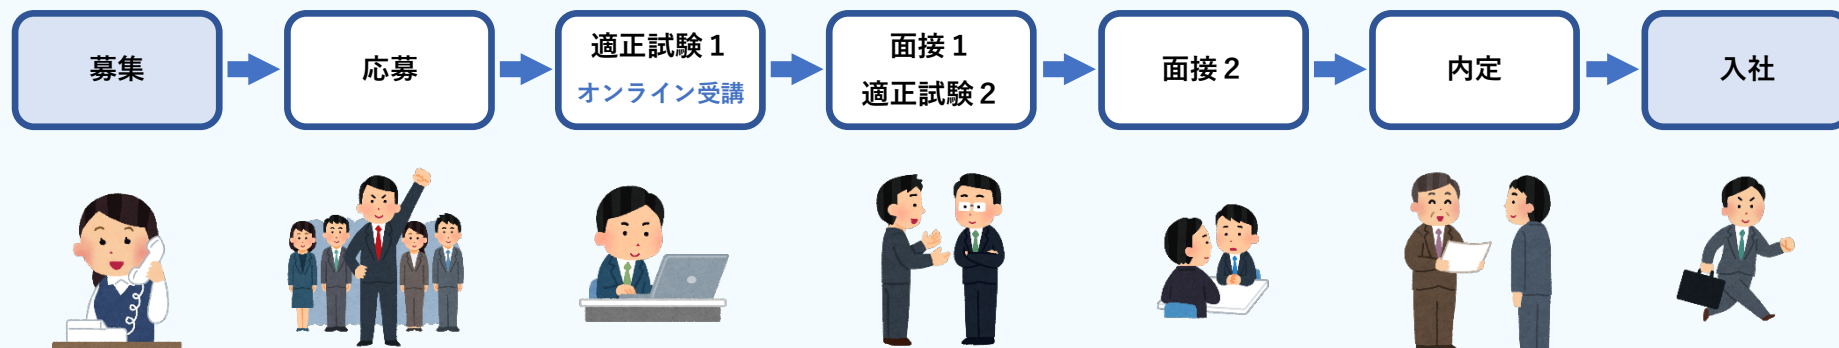 募集
応募
適正試験１
オンライン受講
面接１
適正試験２
面接２
内定
入社